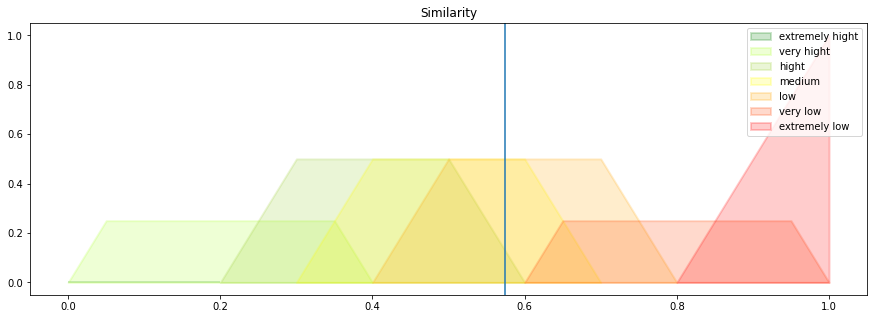 Similarity
1.0
0.8
0.6
0.4
0.2
0.0
0.0
0.2
0.4
0.6
0.8
1.0
extremely hight
very hight
hight
medium
low
very low
extremely low